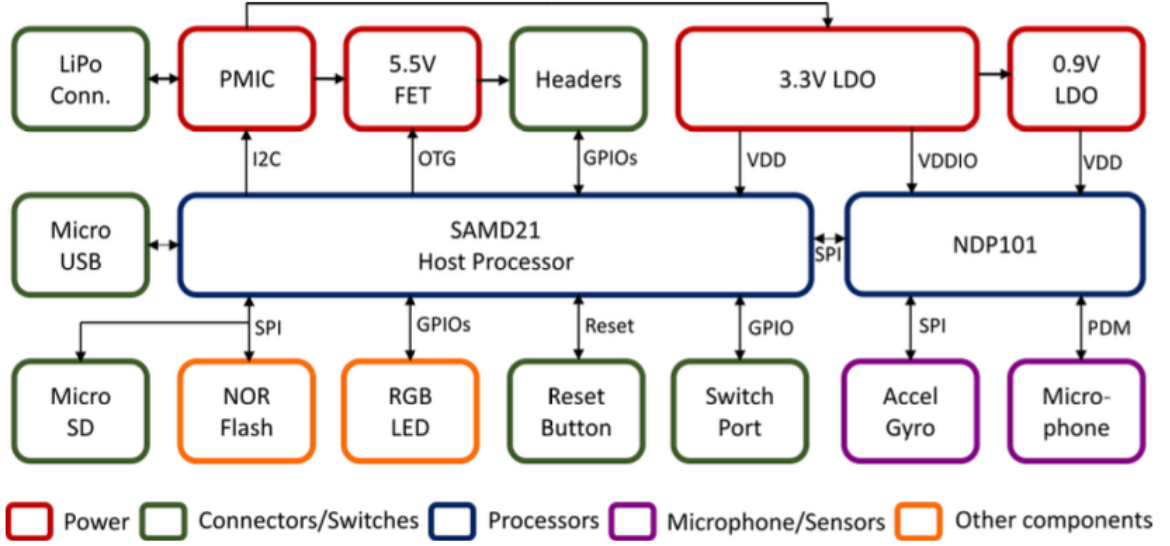 LiPo
Conn.
PMIC
5.5V
FET
Headers
3.3V LDO
0.9V
LDO
I2C
OTG
GPIOs
VDD
VDDIO
VDD
Micro
USB
SAMD21
Host Processor
SPI
NDP101
SPI
GPIOs
Reset
GPIO
SPI
PDM
Micro
SD
NOR
Flash
RGB
LED
Reset
Button
Switch
Port
Accel
Gyro
Micro-
phone
Power
Connectors/Switches
Processors
Microphone/Sensors
Other components